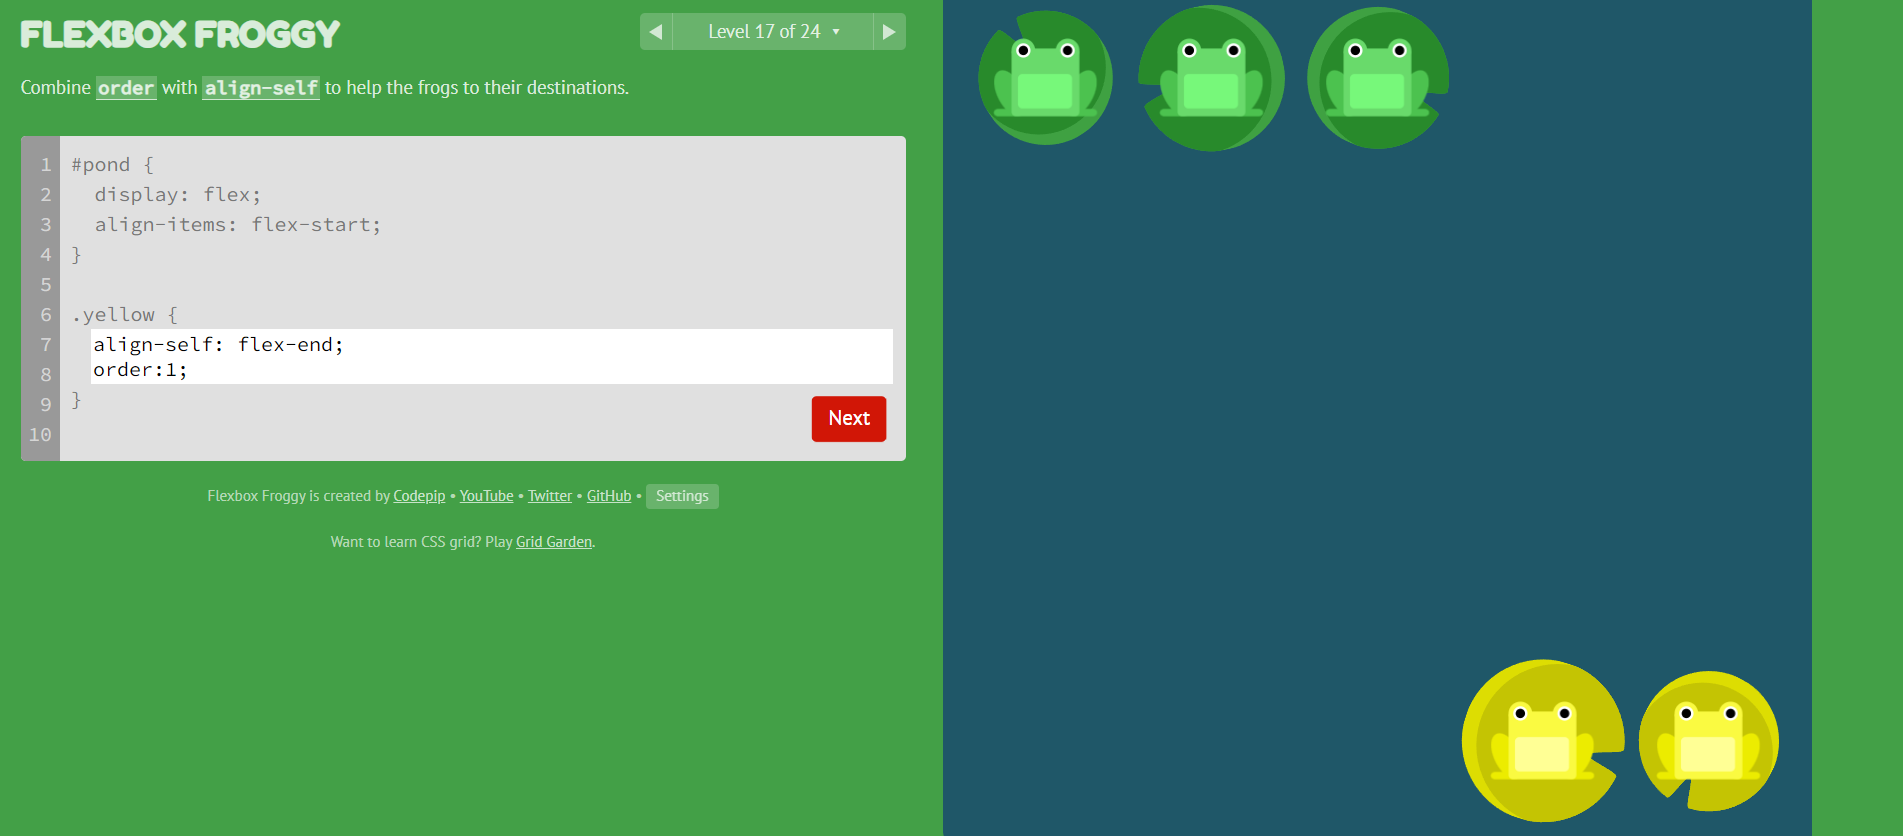 FLEXBOX FROGGY
Level 17 of 24
Combine order with align-self to help the frogs to their destinations.
1 #pond {
2 display: flex;
3 align-items: flex-start;
4 }
5
6 .yellow {
7 align-self: flex-end;
8 order:1;
9 }
10
Next
Flexbox Froggy is created by Codepip • YouTube • Twitter • GitHub • Settings
Want to learn CSS grid? Play Grid Garden.